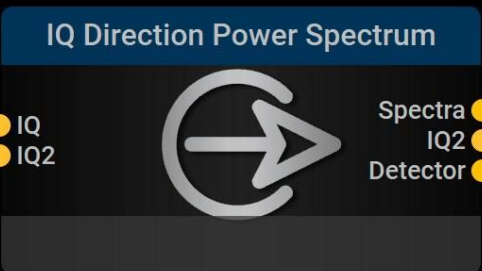 IQ Direction Power Spectrum
IQ
IQ2
Spectra
IQ2
Detector